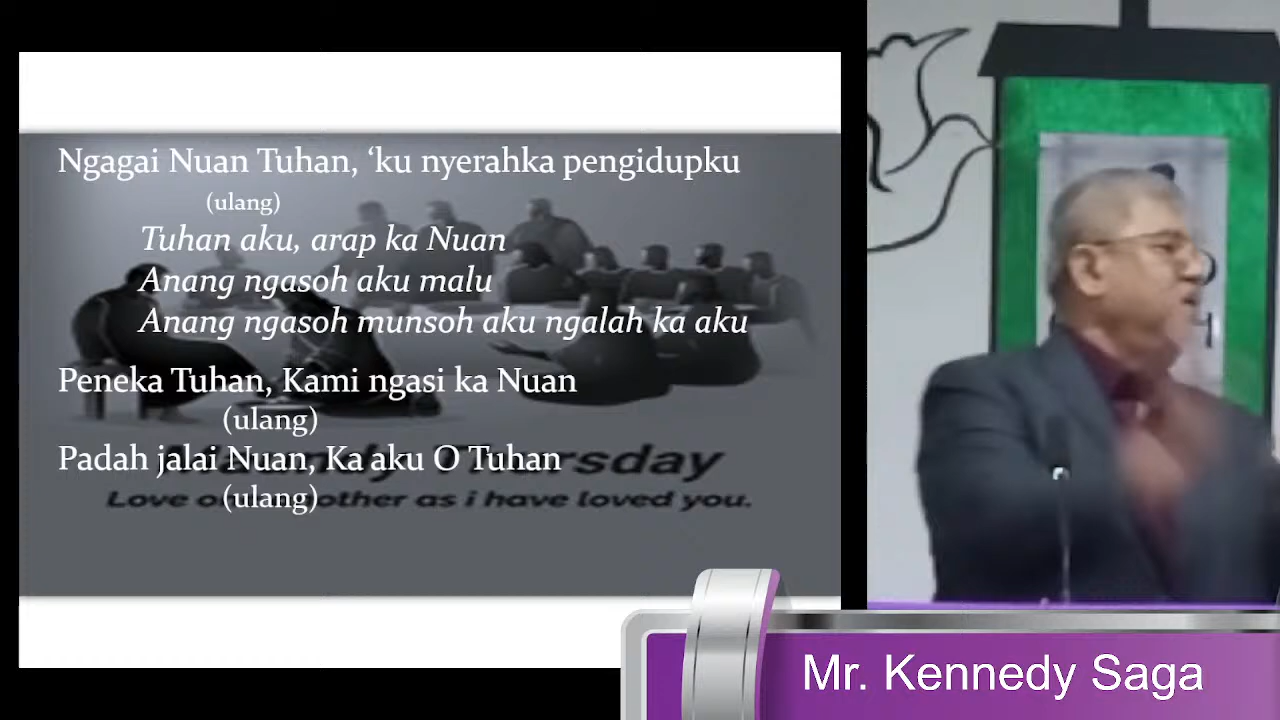 Ngagai Nuan Tuhan, ‘ku nyerahka pengidupku
(ulang)
Tuhan aku, arap ka Nuan
Anang ngasoh aku malu
Anang ngasoh munsoh aku ngalah ka aku
Peneka Tuhan, Kami ngasi ka Nuan
(ulang)
Padah jalai Nuan, Ka aku O Tuhan
(ulang)
rsday
Love o other as i have loved you.
Mr. Kennedy Saga